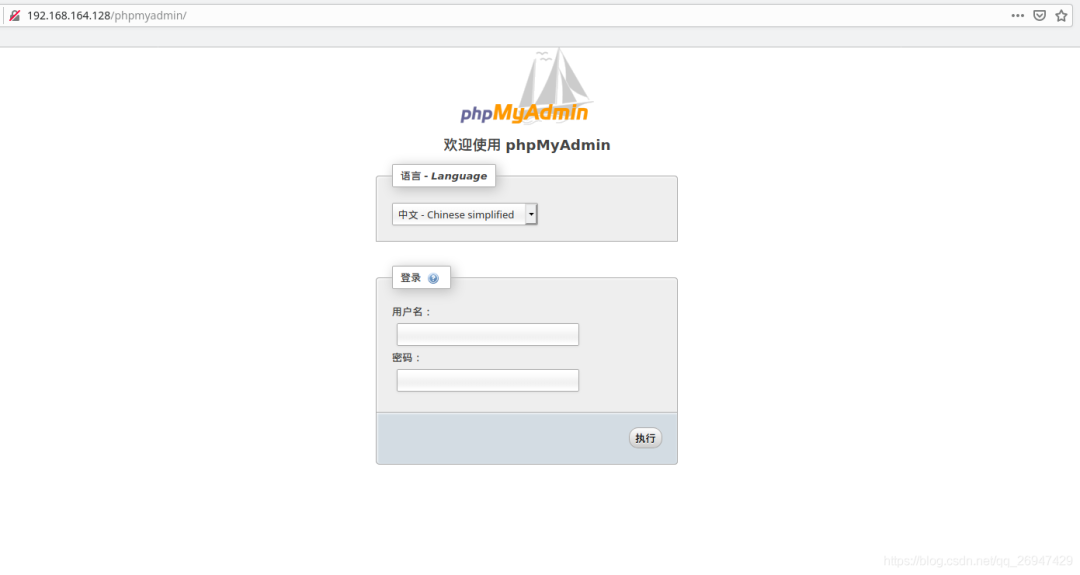 192.168.164.128/phpmyadmin/
phpMyAdmin
欢迎使用 phpMyAdmin
语言 - Language
中文 - Chinese simplified
登录
用户名：
密码：
执行
https://blog.csdn.net/qq_26947429